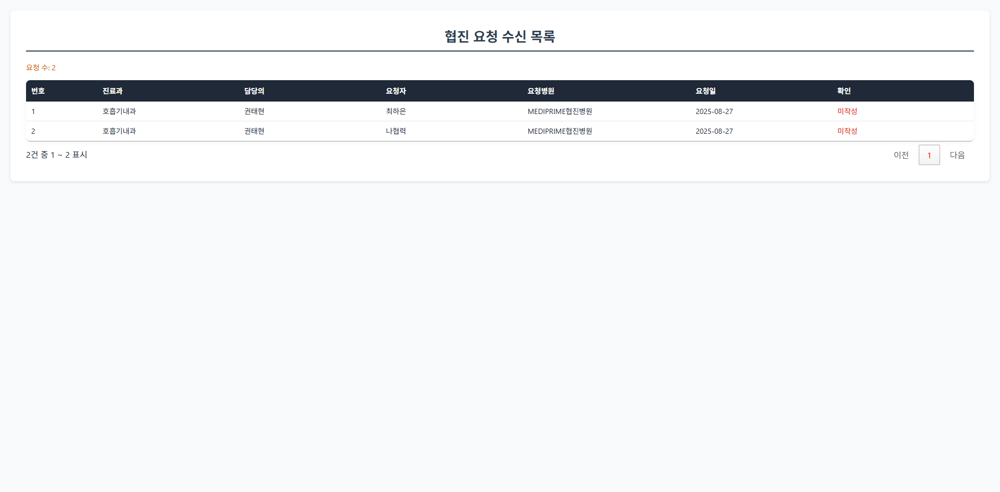 협진 요청 수신 목록
요청 수: 2
번호 진료과 담당의 요청자 요청병원 요청일 확인
1 호흡기내과 권태현 최하은 MEDIPRIME협진병원 2025-08-27 미작성
2 호흡기내과 권태현 나협력 MEDIPRIME협진병원 2025-08-27 미작성
2건 중 1 ~ 2 표시 이전 1 다음